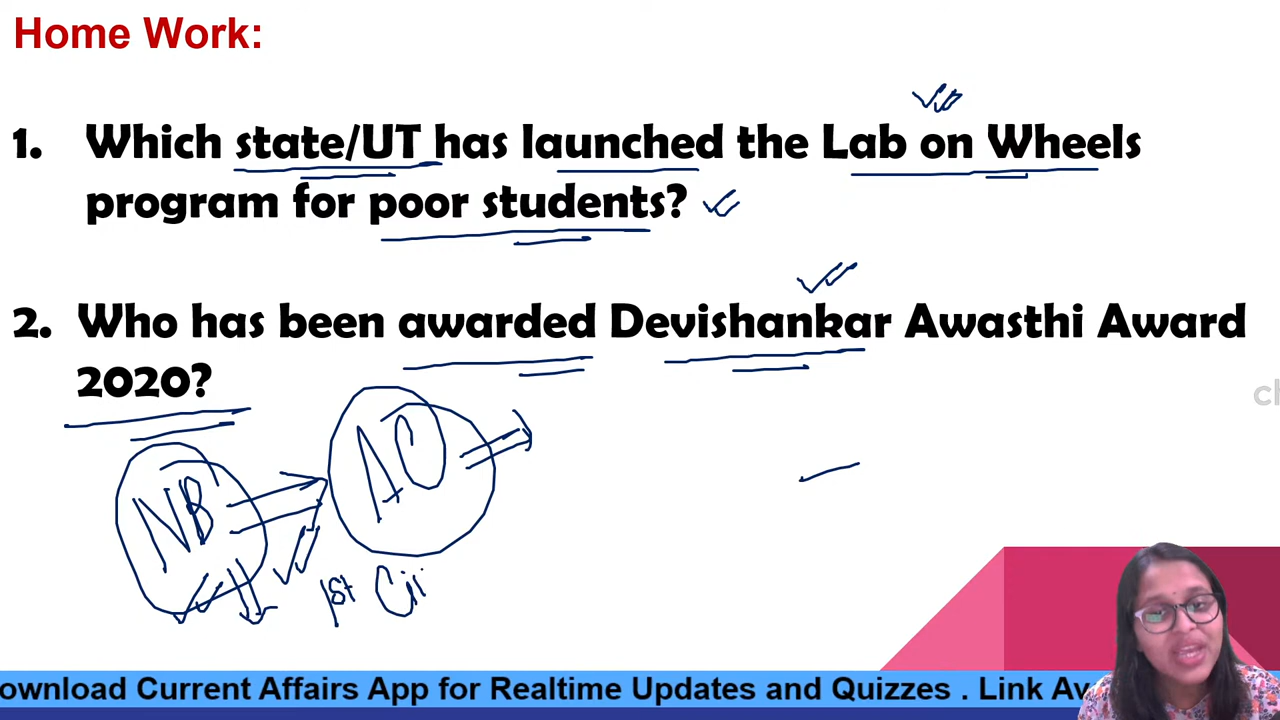 Home Work:
1. Which state/UT has launched the Lab on Wheels
program for poor students?
2. Who has been awarded Devishankar Awasthi Award
2020?
ch
NB
AC
1st Cii
ownload Current Affairs App for Realtime Updates and Quizzes . Link Av